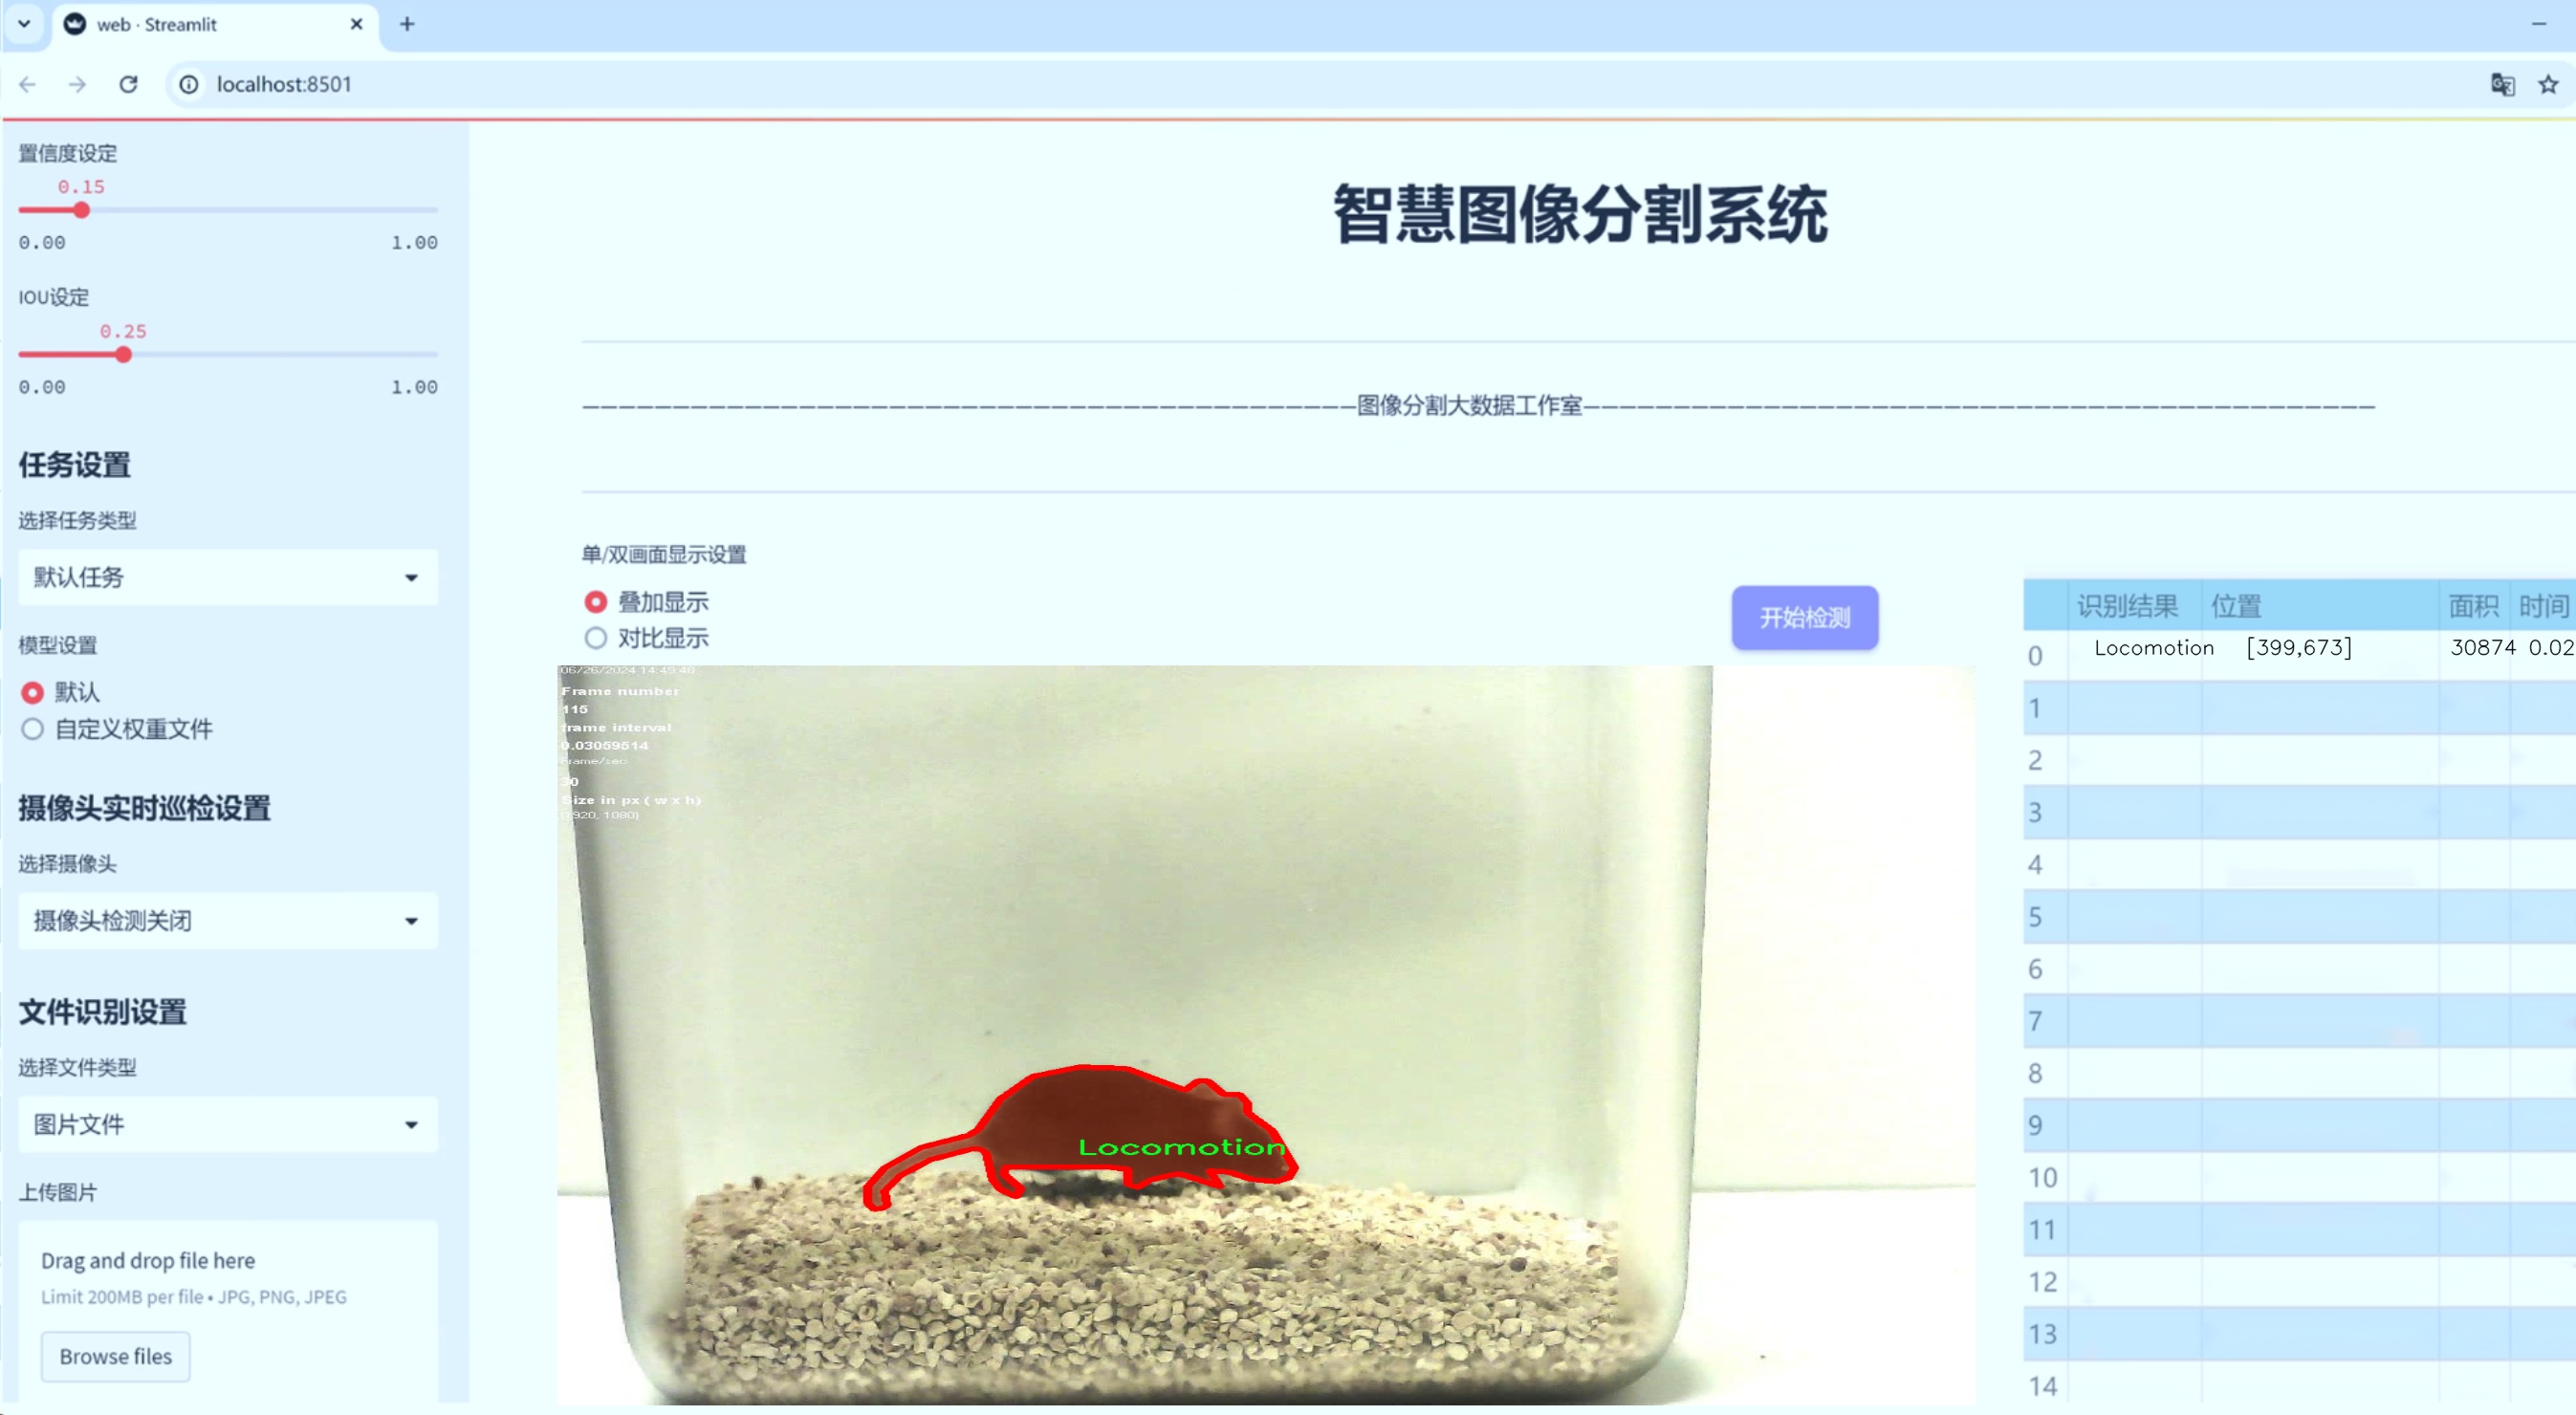 web · Streamlit
localhost:8501
置信度设定
0.15
0.00 1.00
IOU设定
0.25
0.00 1.00
任务设置
选择任务类型
默认任务
模型设置
默认
自定义权重文件
摄像头实时巡检设置
选择摄像头
摄像头检测关闭
文件识别设置
选择文件类型
图片文件
上传图片
Drag and drop file here
Limit 200MB per file • JPG, PNG, JPEG
Browse files
智慧图像分割系统
图像分割大数据工作室
单/双画面显示设置
叠加显示
对比显示
开始检测
Frame number
115
frame interval
0.03059514
Frame/sec
30
Size in px ( w x h)
(1920, 1080)
Locomotion
识别结果 位置 面积 时间
0 Locomotion [399,673] 30874 0.02
1
2
3
4
5
6
7
8
9
10
11
12
13
14